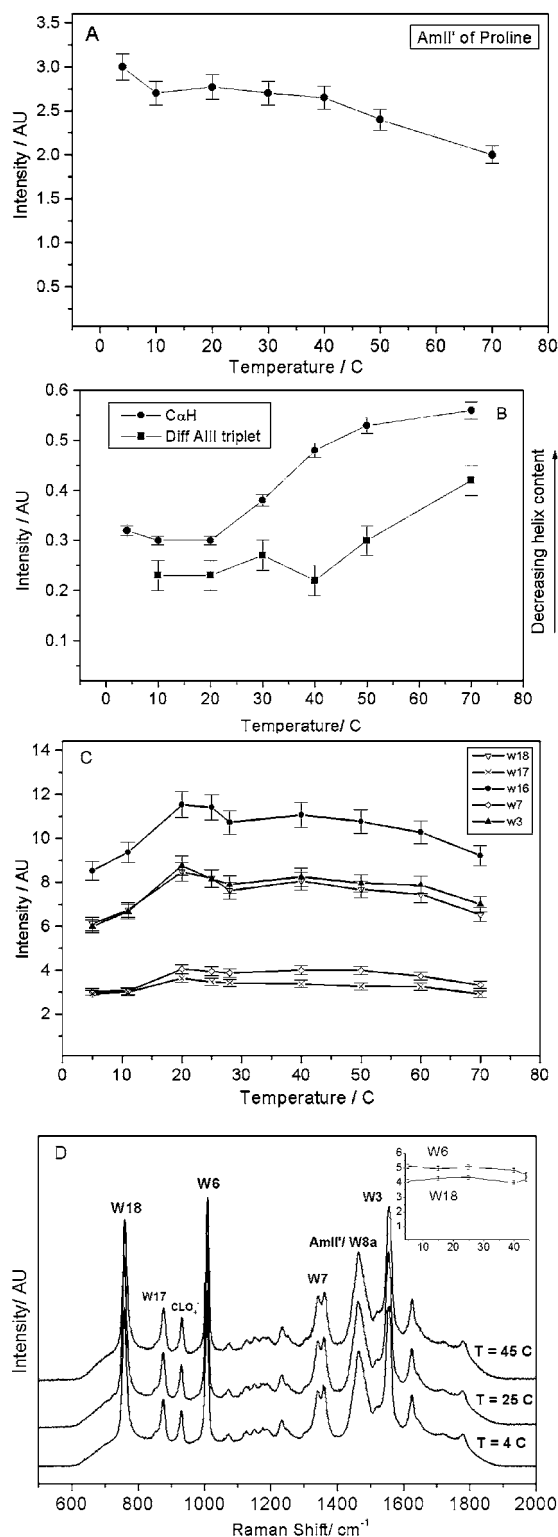 A
AmII' of Proline
Intensity / AU
3.5
3.0
2.5
2.0
1.5
1.0
0.5
0 10 20 30 40 50 60 70 80
Temperature / C
B
CαH
Diff AIII triplet
Intensity / AU
0.6
0.5
0.4
0.3
0.2
0.1
0 10 20 30 40 50 60 70 80
Temperature/ C
Decreasing helix content
C
w18
w17
w16
w7
w3
Intensity / AU
14
12
10
8
6
4
2
0 10 20 30 40 50 60 70 80
Temperature / C
D
Intensity/ AU
W18
W17
CLO4-
W6
W7
AmII'/ W8a
W3
6
5
4
3
2
1
W6
W18
10 20 30 40
T = 45 C
T = 25 C
T = 4 C
600 800 1000 1200 1400 1600 1800 2000
Raman Shift/ cm-1